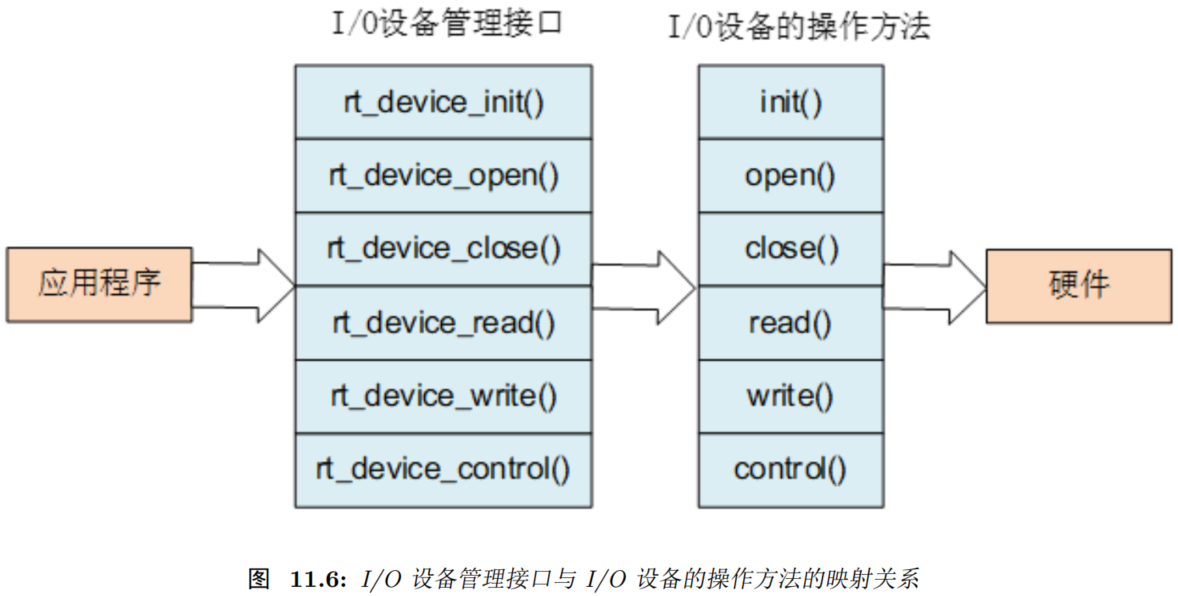 I/O设备管理接口
I/O设备的操作方法
rt_device_init()
init()
rt_device_open()
open()
rt_device_close()
close()
应用程序
硬件
rt_device_read()
read()
rt_device_write()
write()
rt_device_control()
control()
图 11.6: I/O 设备管理接口与 I/O 设备的操作方法的映射关系